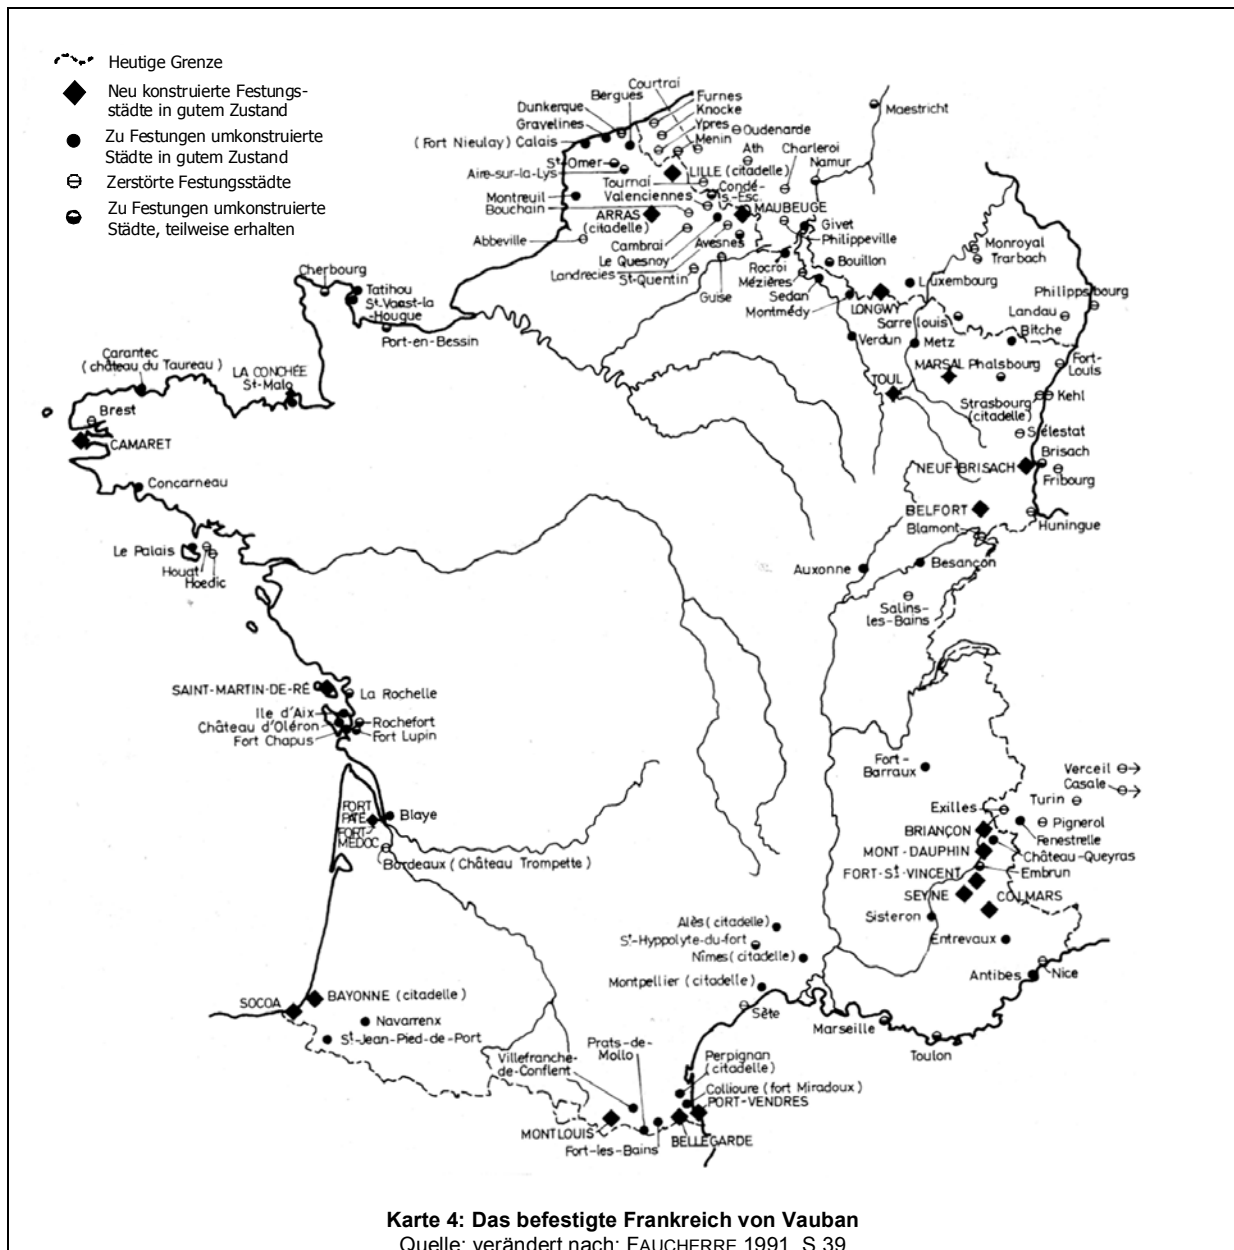 Heutige Grenze
Neu konstruierte Festungs-
städte in gutem Zustand
Zu Festungen umkonstruierte
Städte in gutem Zustand
Zerstörte Festungsstädte
Zu Festungen umkonstruierte
Städte, teilweise erhalten
Courtrai
Bergues
Dunkerque
Gravelines
(Fort Nieulay) Calais
Furnes
Knocke
Ypres
Menin
Oudenarde
Ath
Charleroi
Namur
Maestricht
St-Omer
Aire-sur-la-Lys
LILLE (citadelle)
Tournai
Condé-
s-Esc.
Valenciennes
Montreuil
Bouchain
ARRAS
(citadelle)
MAUBEUGE
Givet
Philippeville
Abbeville
Cambrai
Avesnes
Le Quesnoy
Landrecies
St-Quentin
Guise
Rocroi
Mézières
Sedan
Montmédy
Bouillon
LONGWY
Luxembourg
Monroyal
Trarbach
Philippsbourg
Landau
Bitche
Sarrelouis
Verdun
Metz
MARSAL
Phalsbourg
Fort-
Louis
TOUL
Strasbourg
(citadelle)
Kehl
Sélestat
NEUF-BRISACH
Brisach
Fribourg
BELFORT
Blamont
Huningue
Auxonne
Besançon
Salins-
les-Bains
Cherbourg
Tatihou
St-Vaast-la
-Hougue
Port-en-Bessin
Carantec
(château du Taureau)
LA CONCHÉE
St-Malo
Brest
CAMARET
Concarneau
Le Palais
Houat
Hoedic
SAINT-MARTIN-DE-RÉ
La Rochelle
Ile d'Aix
Château d'Oléron
Rochefort
Fort Chapus
Fort Lupin
FORT
PÂTÉ
FORT-
MÉDOC
Blaye
Bordeaux (Château Trompette)
Fort-
Barraux
Verceil
Casale
Turin
Exilles
Pignerol
BRIANÇON
Fenestrelle
MONT-DAUPHIN
Château-Queyras
FORT-St-VINCENT
Embrun
SEYNE
COLMARS
Sisteron
Entrevaux
Antibes
Nice
Alès (citadelle)
St-Hyppolyte-du-fort
Nîmes (citadelle)
Montpellier (citadelle)
Sète
Marseille
Toulon
SOCOA
BAYONNE (citadelle)
Navarrenx
St-Jean-Pied-de-Port
Villefranche-
de-Conflent
Prats-de-
Mollo
Perpignan
(citadelle)
Collioure (fort Miradoux)
PORT-VENDRES
MONTLOUIS
Fort-les-Bains
BELLEGARDE
Karte 4: Das befestigte Frankreich von Vauban
Quelle: verändert nach: FAUCHERRE 1991, S.39